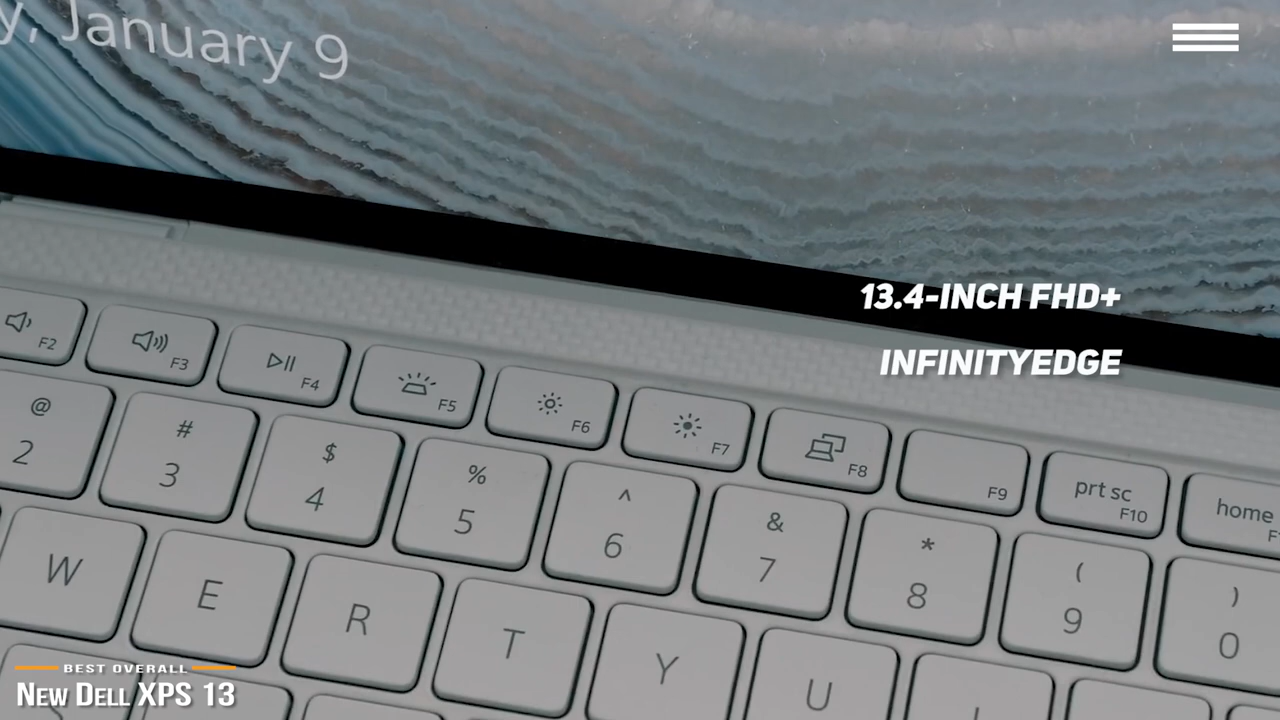 y, January 9
13.4-INCH FHD+
INFINITYEDGE
F2 F3 F4 F5 F6 F7 F8 F9 prt sc F10 home
@ # $ % ^ & * ( )
2 3 4 5 6 7 8 9 0
W E R T Y U
BEST OVERALL
NEW DELL XPS 13